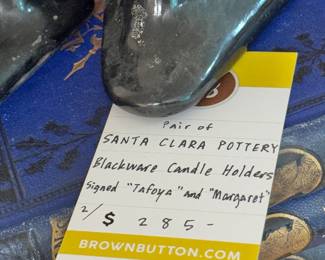 B
Pair of
SANTA CLARA POTTERY
Blackware Candle Holders
Signed "Tafoya" and "Margaret"
2/ $ 285-
BROWNBUTTON.COM